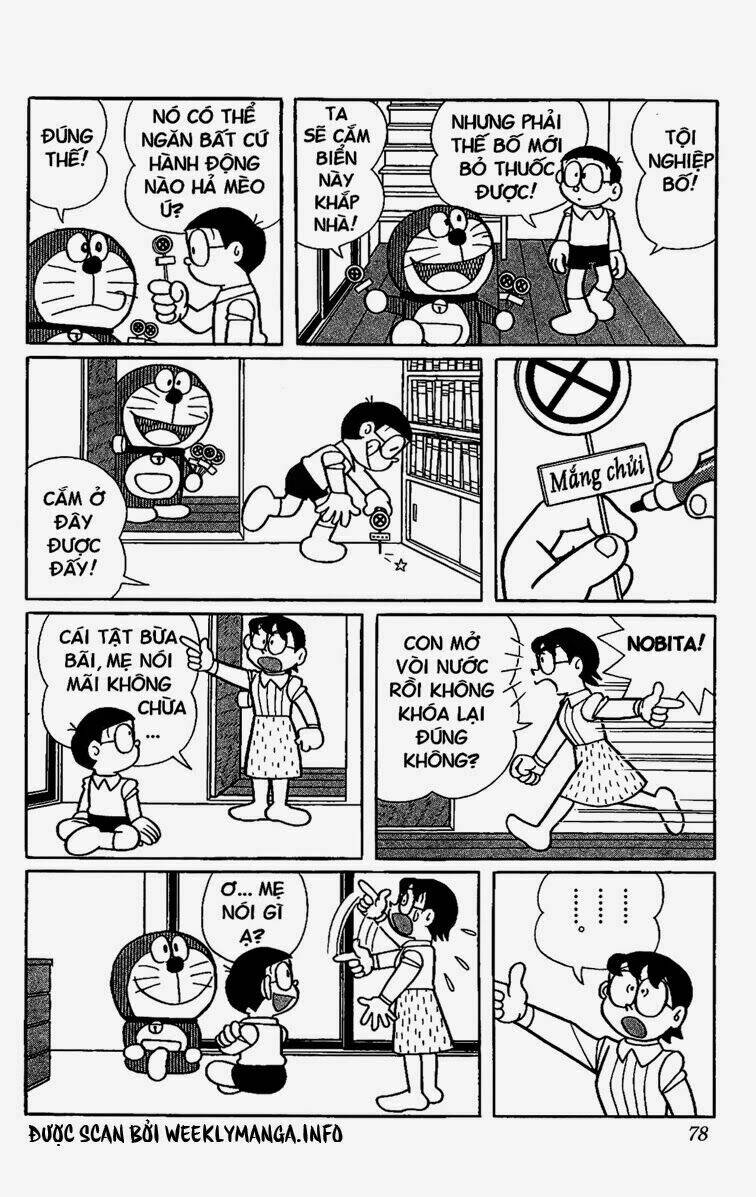 TỘI
NGHIỆP
BỐ!
NHƯNG PHẢI
THẾ BỐ MỚI
BỎ THUỐC
ĐƯỢC!
TA
SẼ CẮM
BIỂN
NÀY
KHẮP
NHÀ!
NÓ CÓ THỂ
NGĂN BẤT CỨ
HÀNH ĐỘNG
NÀO HẢ MÈO
Ứ?
ĐÚNG
THẾ!
Mắng chửi
CẮM Ở
ĐÂY
ĐƯỢC
ĐẤY!
NOBITA!
CON MỞ
VÒI NƯỚC
RỒI KHÔNG
KHÓA LẠI
ĐÚNG
KHÔNG?
CÁI TẬT BỪA
BÃI, MẸ NÓI
MÃI KHÔNG
CHỪA
...
Ơ... MẸ
NÓI GÌ
Ạ?
ĐƯỢC SCAN BỞI WEEKLYMANGA.INFO
78